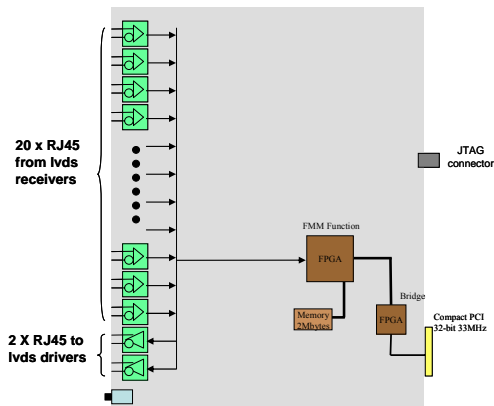 20 x RJ45
from lvds
receivers
2 X RJ45 to
lvds drivers
JTAG
connector
FMM Function
FPGA
Memory
2Mbytes
Bridge
FPGA
Compact PCI
32-bit 33MHz